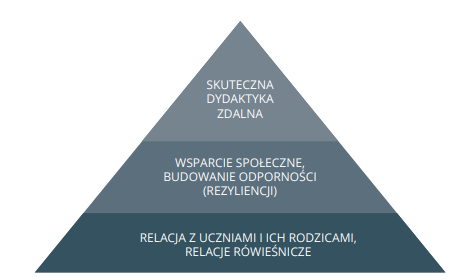 SKUTECZNA
DYDAKTYKA
ZDALNA
WSPARCIE SPOŁECZNE,
BUDOWANIE ODPORNOŚCI
(REZYLIENCJI)
RELACJA Z UCZNIAMI I ICH RODZICAMI,
RELACJE RÓWIEŚNICZE